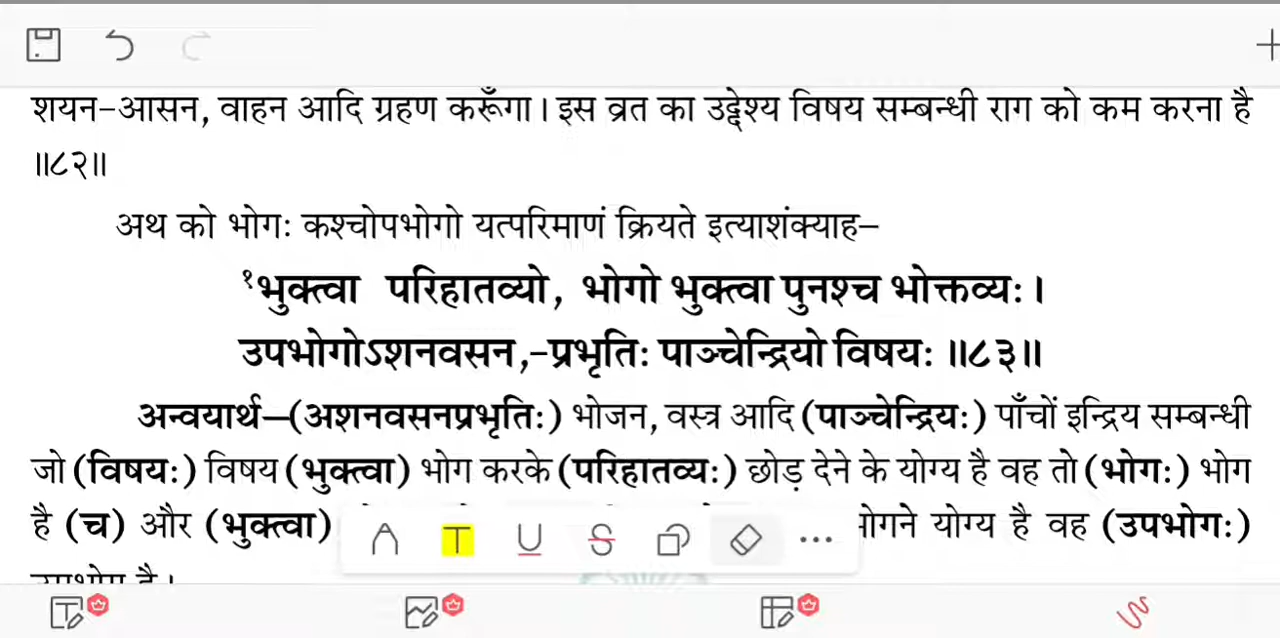 शयन-आसन, वाहन आदि ग्रहण करूँगा। इस व्रत का उद्देश्य विषय सम्बन्धी राग को कम करना है
॥८२॥
अथ को भोगः कश्चोपभोगो यत्परिमाणं क्रियते इत्याशंक्याह–
१भुक्त्वा परिहातव्यो, भोगो भुक्त्वा पुनश्च भोक्तव्यः।
उपभोगोऽशनवसन,-प्रभृतिः पाञ्चेन्द्रियो विषयः॥८३॥
अन्वयार्थ–(अशनवसनप्रभृतिः) भोजन, वस्त्र आदि (पाञ्चेन्द्रियः) पाँचों इन्द्रिय सम्बन्धी
जो (विषयः) विषय (भुक्त्वा) भोग करके (परिहातव्यः) छोड़ देने के योग्य है वह तो (भोगः) भोग
है (च) और (भुक्त्वा) योग्य है वह (उपभोगः)